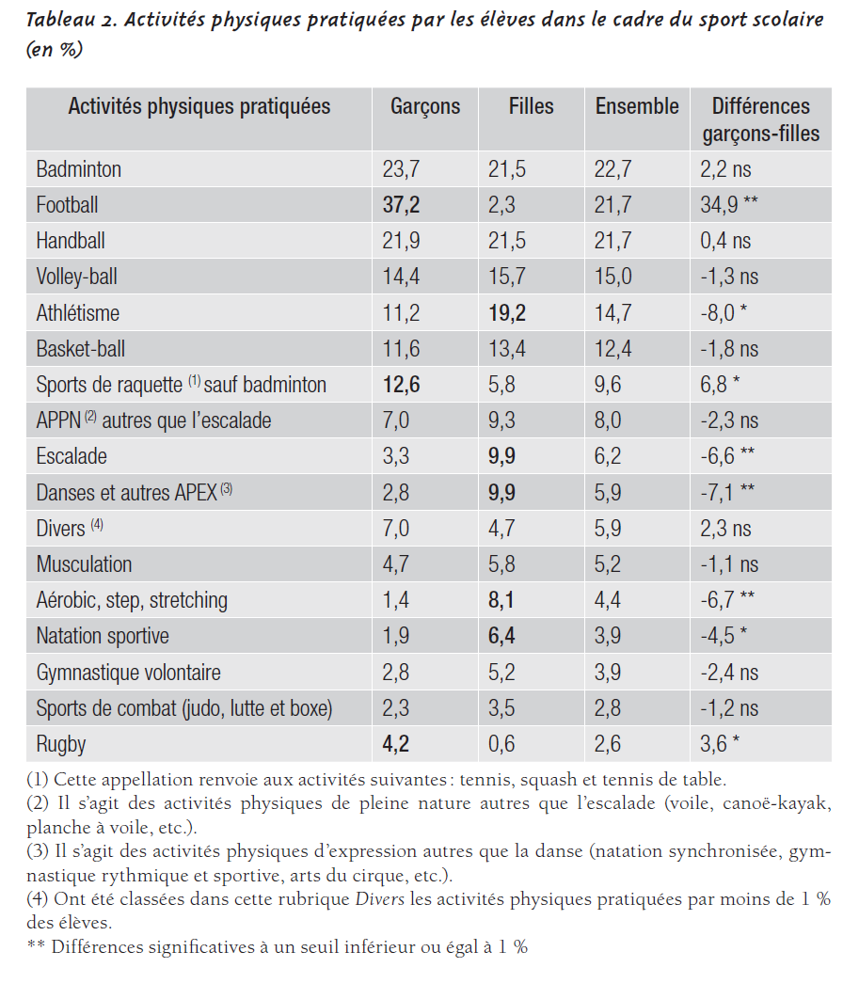 Tableau 2. Activités physiques pratiquées par les élèves dans le cadre du sport scolaire
(en %)
Activités physiques pratiquées Garçons Filles Ensemble Différences
garçons-filles
Badminton 23,7 21,5 22,7 2,2 ns
Football 37,2 2,3 21,7 34,9 **
Handball 21,9 21,5 21,7 0,4 ns
Volley-ball 14,4 15,7 15,0 -1,3 ns
Athlétisme 11,2 19,2 14,7 -8,0 *
Basket-ball 11,6 13,4 12,4 -1,8 ns
Sports de raquette (1) sauf badminton 12,6 5,8 9,6 6,8 *
APPN (2) autres que l'escalade 7,0 9,3 8,0 -2,3 ns
Escalade 3,3 9,9 6,2 -6,6 **
Danses et autres APEX (3) 2,8 9,9 5,9 -7,1 **
Divers (4) 7,0 4,7 5,9 2,3 ns
Musculation 4,7 5,8 5,2 -1,1 ns
Aérobic, step, stretching 1,4 8,1 4,4 -6,7 **
Natation sportive 1,9 6,4 3,9 -4,5 *
Gymnastique volontaire 2,8 5,2 3,9 -2,4 ns
Sports de combat (judo, lutte et boxe) 2,3 3,5 2,8 -1,2 ns
Rugby 4,2 0,6 2,6 3,6 *
(1) Cette appellation renvoie aux activités suivantes : tennis, squash et tennis de table.
(2) Il s'agit des activités physiques de pleine nature autres que l'escalade (voile, canoë-kayak,
planche à voile, etc.).
(3) Il s'agit des activités physiques d'expression autres que la danse (natation synchronisée, gym-
nastique rythmique et sportive, arts du cirque, etc.).
(4) Ont été classées dans cette rubrique Divers les activités physiques pratiquées par moins de 1 %
des élèves.
** Différences significatives à un seuil inférieur ou égal à 1 %